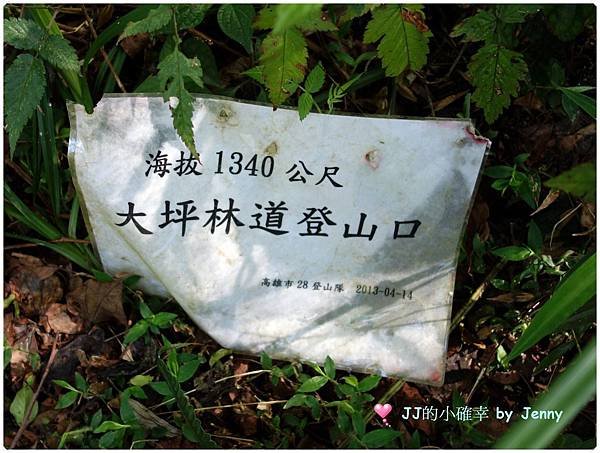 海拔 1340 公尺
大坪林道登山口
高雄市 28 登山隊 2013-04-14
JJ的小確幸 by Jenny